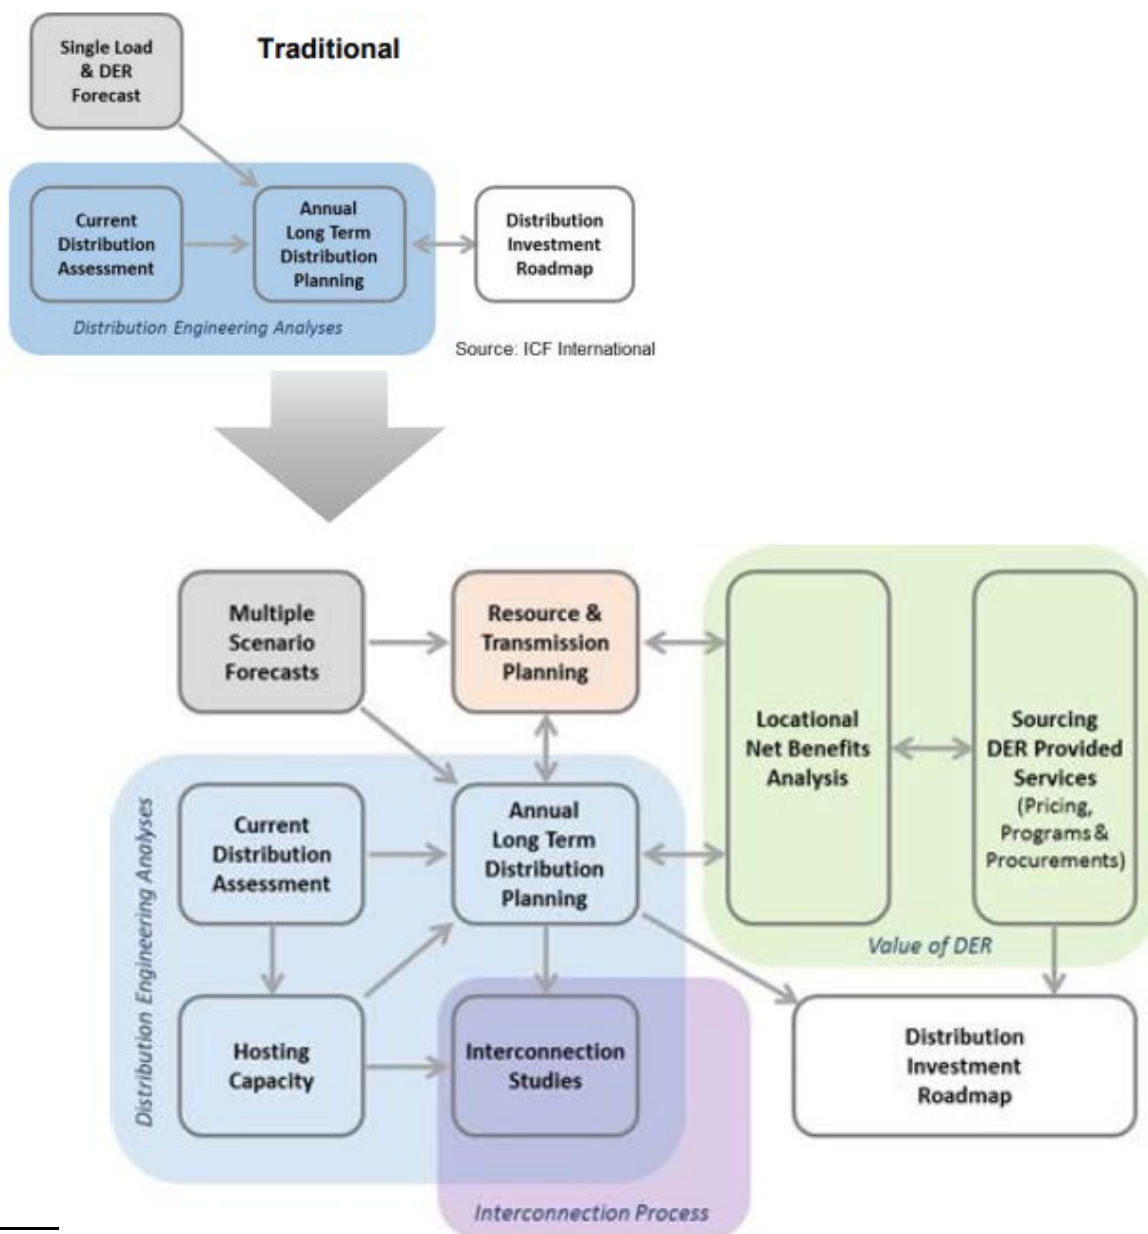 Single Load
& DER
Forecast
Traditional
Current
Distribution
Assessment
Annual
Long Term
Distribution
Planning
Distribution
Investment
Roadmap
Distribution Engineering Analyses
Source: ICF International
Multiple
Scenario
Forecasts
Resource &
Transmission
Planning
Locational
Net Benefits
Analysis
Sourcing
DER Provided
Services
(Pricing,
Programs &
Procurements)
Value of DER
Distribution Engineering Analyses
Current
Distribution
Assessment
Annual
Long Term
Distribution
Planning
Hosting
Capacity
Interconnection
Studies
Distribution
Investment
Roadmap
Interconnection Process